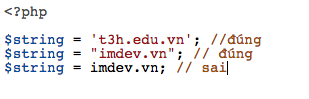 <?php
$string = 't3h.edu.vn'; //đúng
$string = "imdev.vn"; // đúng
$string = imdev.vn; // sai